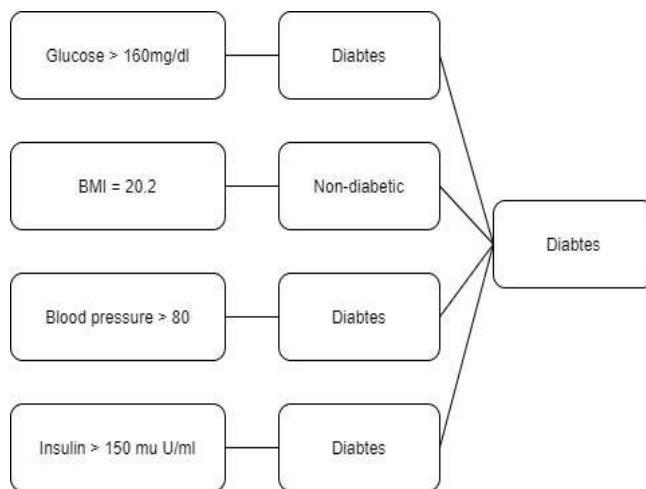 Glucose > 160mg/dl
Diabtes
BMI = 20.2
Non-diabetic
Diabtes
Blood pressure > 80
Diabtes
Insulin > 150 mu U/ml
Diabtes